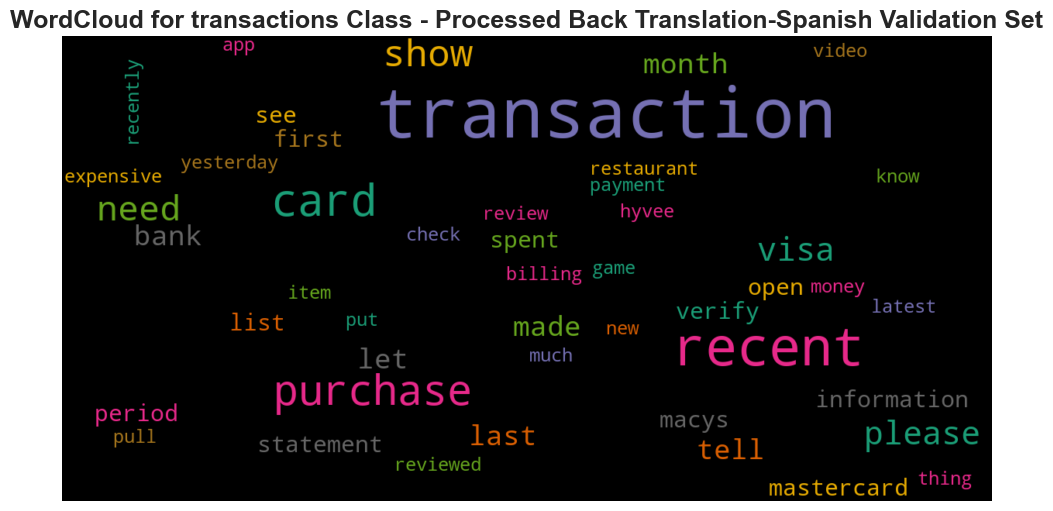 WordCloud for transactions Class - Processed Back Translation-Spanish Validation Set
app
show
video
month
recently
transaction
see
first
yesterday
restaurant
expensive
payment
know
card
need
review
hyvee
bank
check
spent
visa
billing
game
item
open
money
latest
list
put
made
new
verify
let
much
recent
purchase
information
period
macys
pull
statement
last
tell
please
reviewed
mastercard
thing